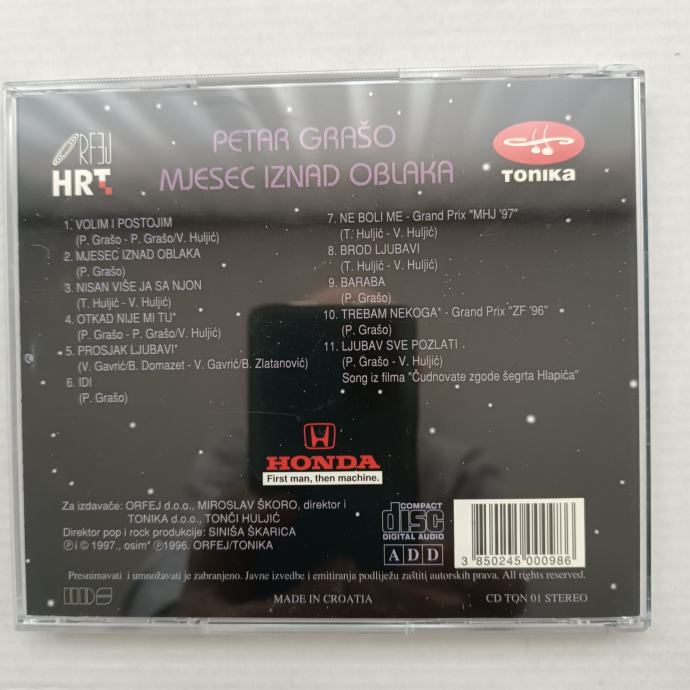 ORFEJ
HRT
PETAR GRAŠO
MJESEC IZNAD OBLAKA
TONIKA
1. VOLIM I POSTOJIM
(P. Grašo - P. Grašo/V. Huljić)
2. MJESEC IZNAD OBLAKA
(P. Grašo)
3. NISAN VIŠE JA SA NJON
(T. Huljić - V. Huljić)
4. OTKAD NIJE MI TU*
(P. Grašo - P. Grašo/V. Huljić)
5. PROSJAK LJUBAVI*
(V. Gavrić/B. Domazet - V. Gavrić/B. Zlatanović)
6. IDI
(P. Grašo)
7. NE BOLI ME - Grand Prix "MHJ '97"
(T. Huljić - V. Huljić)
8. BROD LJUBAVI
(T. Huljić - V. Huljić)
9. BARABA
(P. Grašo)
10. TREBAM NEKOGA* - Grand Prix "ZF '96"
(P. Grašo)
11. LJUBAV SVE POZLATI
(P. Grašo - V. Huljić)
Song iz filma "Čudnovate zgode šegrta Hlapića"
HONDA
First man, then machine.
Za izdavače: ORFEJ d.o.o., MIROSLAV ŠKORO, direktor i
TONIKA d.o.o., TONČI HULJIĆ
Direktor pop i rock produkcije: SINIŠA ŠKARICA
℗ i © 1997., osim* ℗1996. ORFEJ/TONIKA
COMPACT
disc
DIGITAL AUDIO
ADD
3 850245 000986
Presnimavati i umnožavati je zabranjeno. Javne izvedbe i emitiranja podliježu zaštiti autorskih prava. All rights reserved.
MADE IN CROATIA
CD TON 01 STEREO